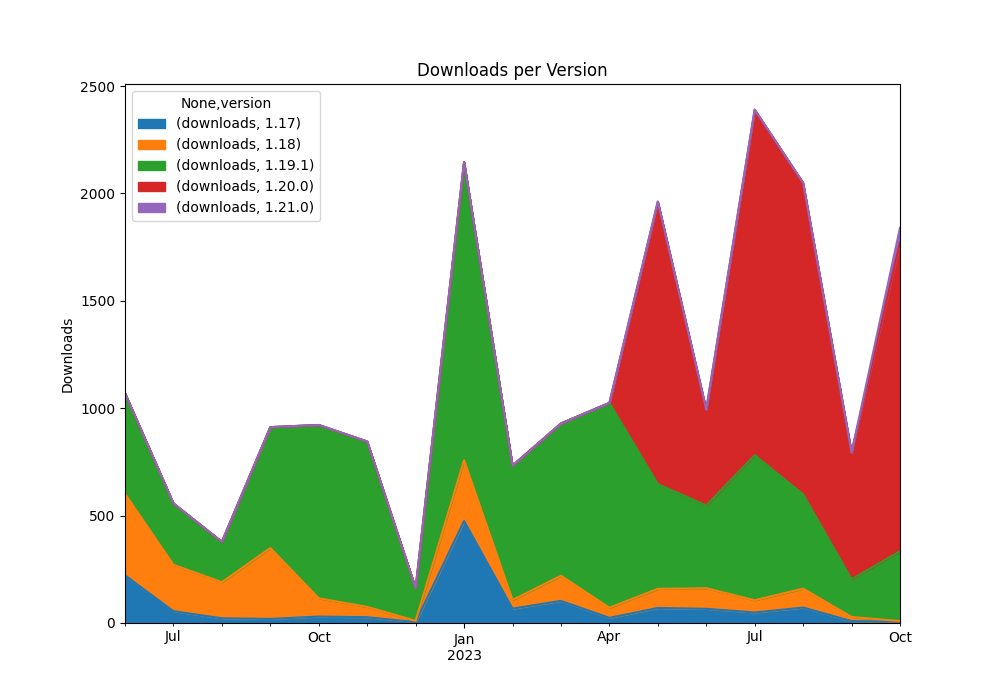 Downloads per Version
2500
2000
1500
1000
500
0
Downloads
None,version
(downloads, 1.17)
(downloads, 1.18)
(downloads, 1.19.1)
(downloads, 1.20.0)
(downloads, 1.21.0)
Jul
Oct
Jan
2023
Apr
Jul
Oct